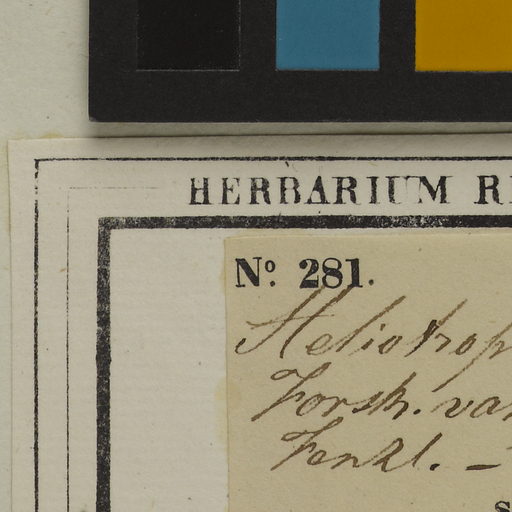 HERBARIUM R
Nº. 281.
Heliotrop
Forsk. va
Fenzl. –